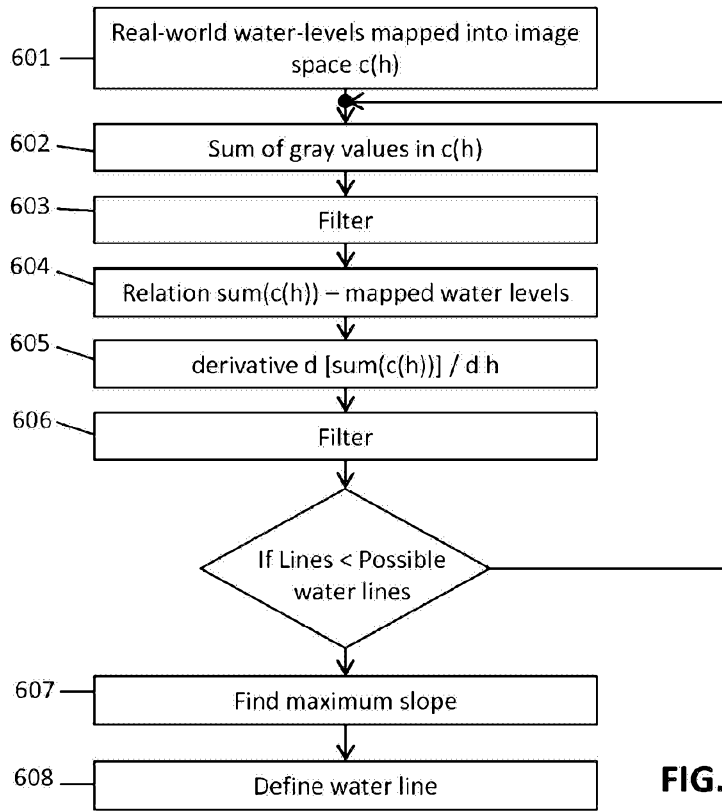 601
Real-world water-levels mapped into image
space c(h)
602
Sum of gray values in c(h)
603
Filter
604
Relation sum(c(h)) – mapped water levels
605
derivative d [sum(c(h))] / d h
606
Filter
If Lines < Possible
water lines
607
Find maximum slope
608
Define water line
FIG.